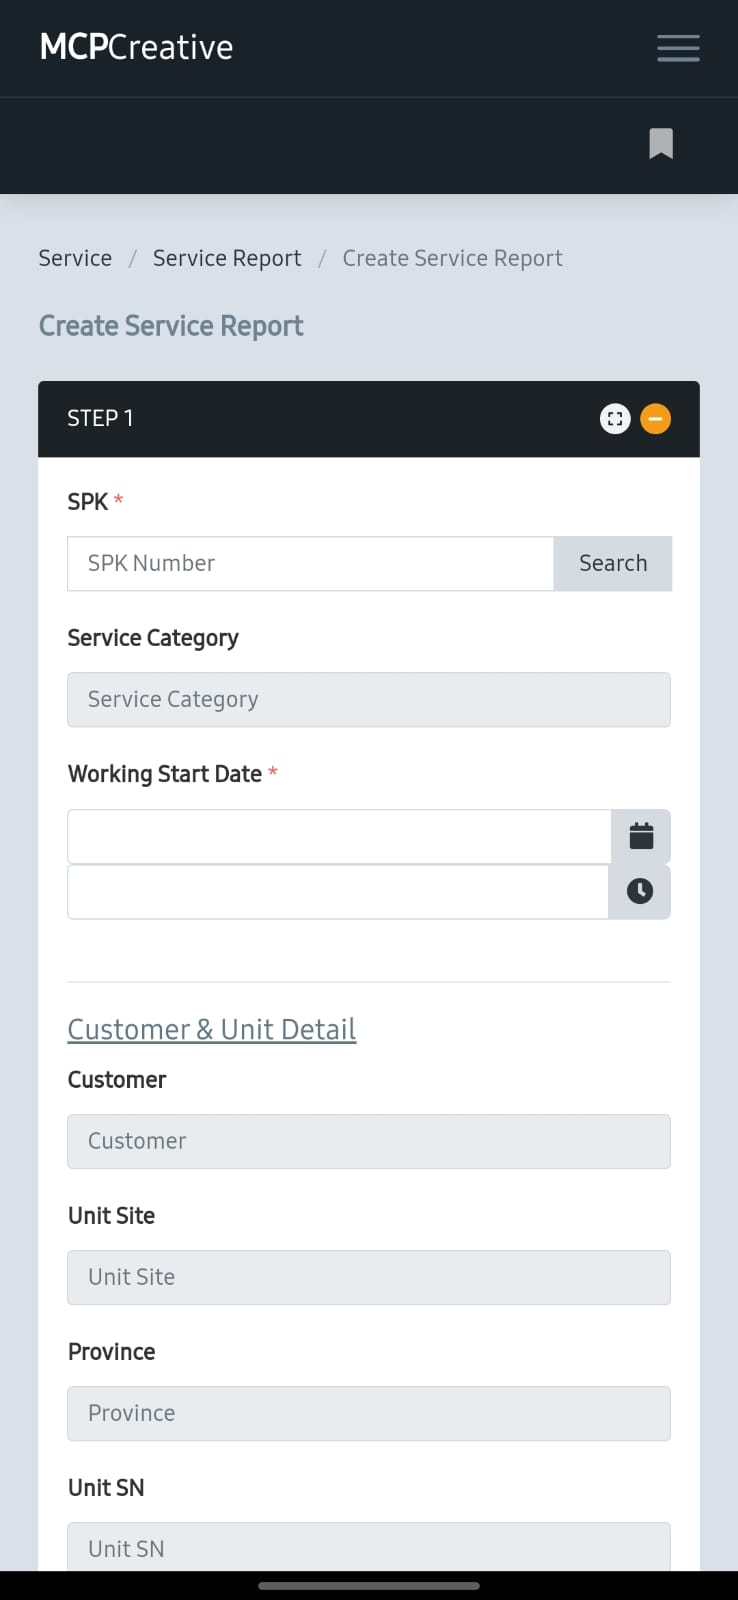 MCPCreative
Service / Service Report / Create Service Report
Create Service Report
STEP 1
SPK *
SPK Number
Search
Service Category
Service Category
Working Start Date *
Customer & Unit Detail
Customer
Customer
Unit Site
Unit Site
Province
Province
Unit SN
Unit SN